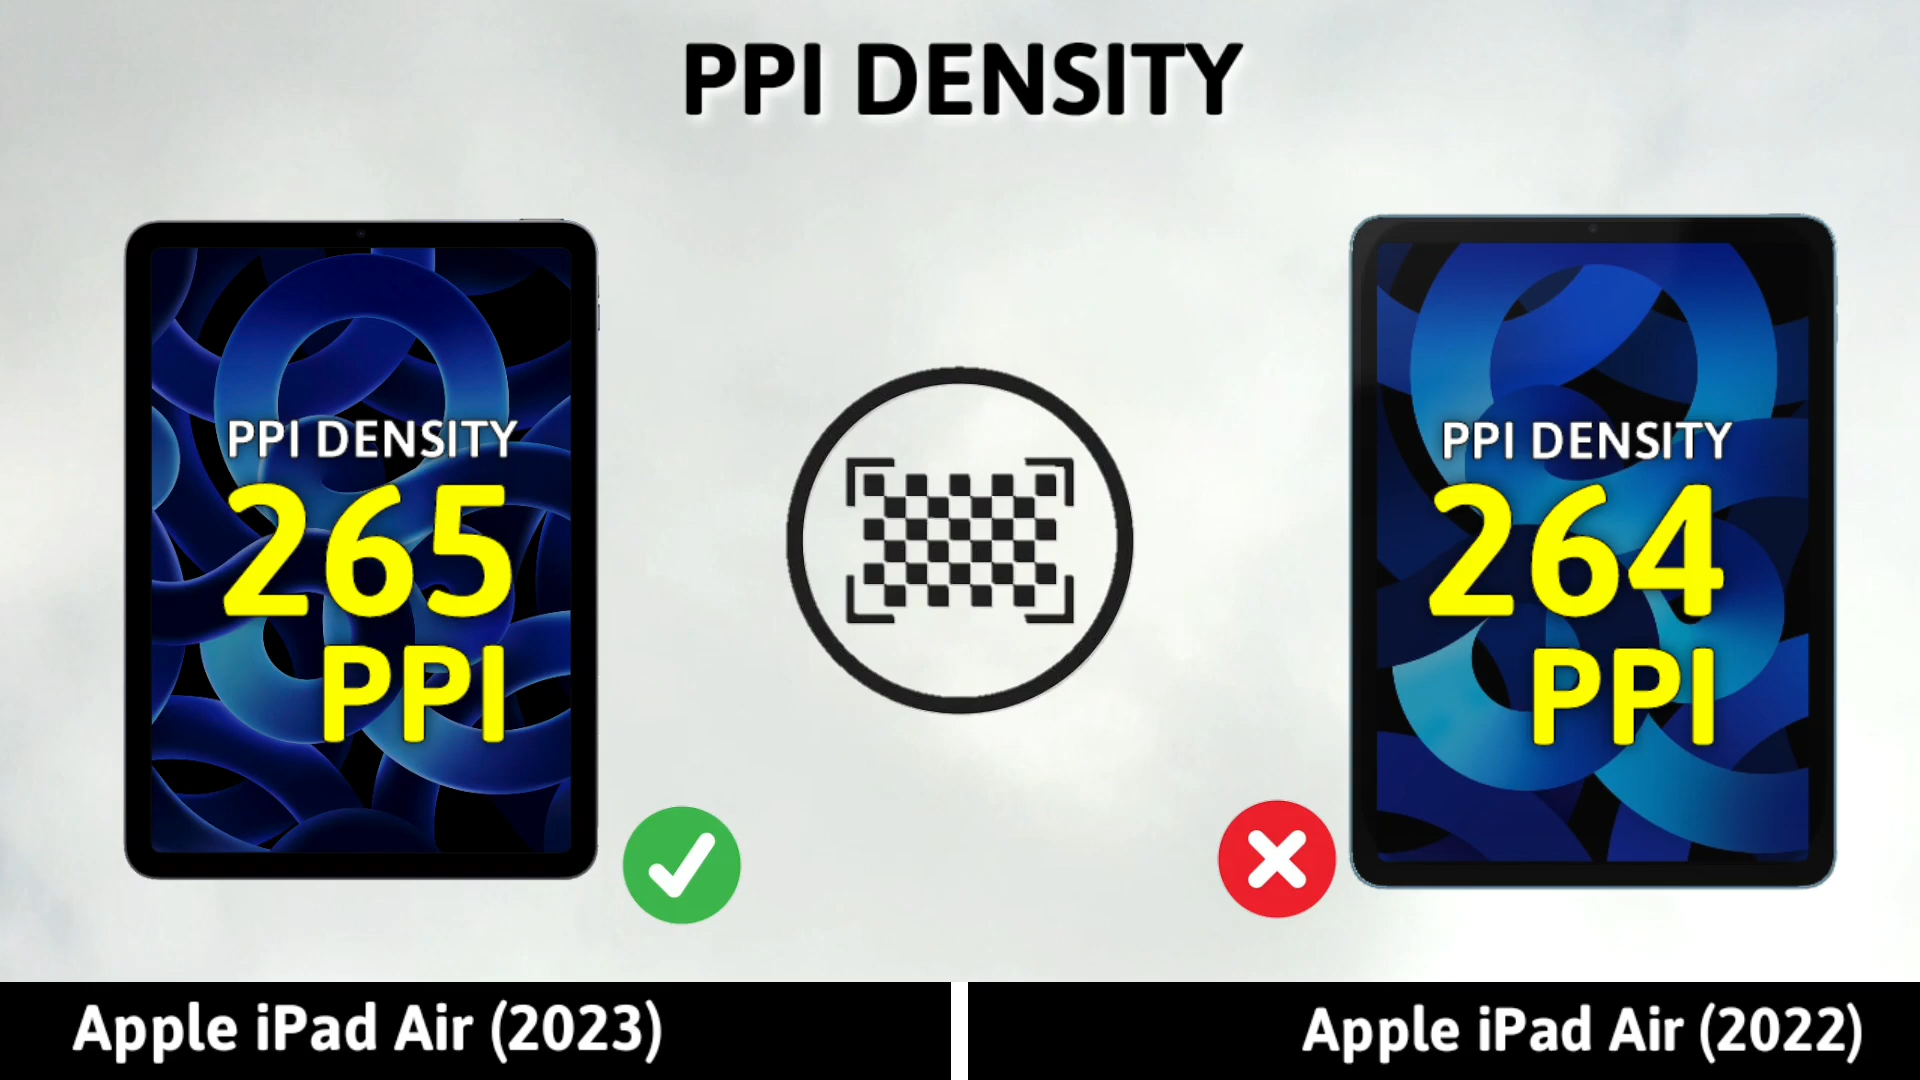 PPI DENSITY
PPI DENSITY
265
PPI
PPI DENSITY
264
PPI
Apple iPad Air (2023)
Apple iPad Air (2022)